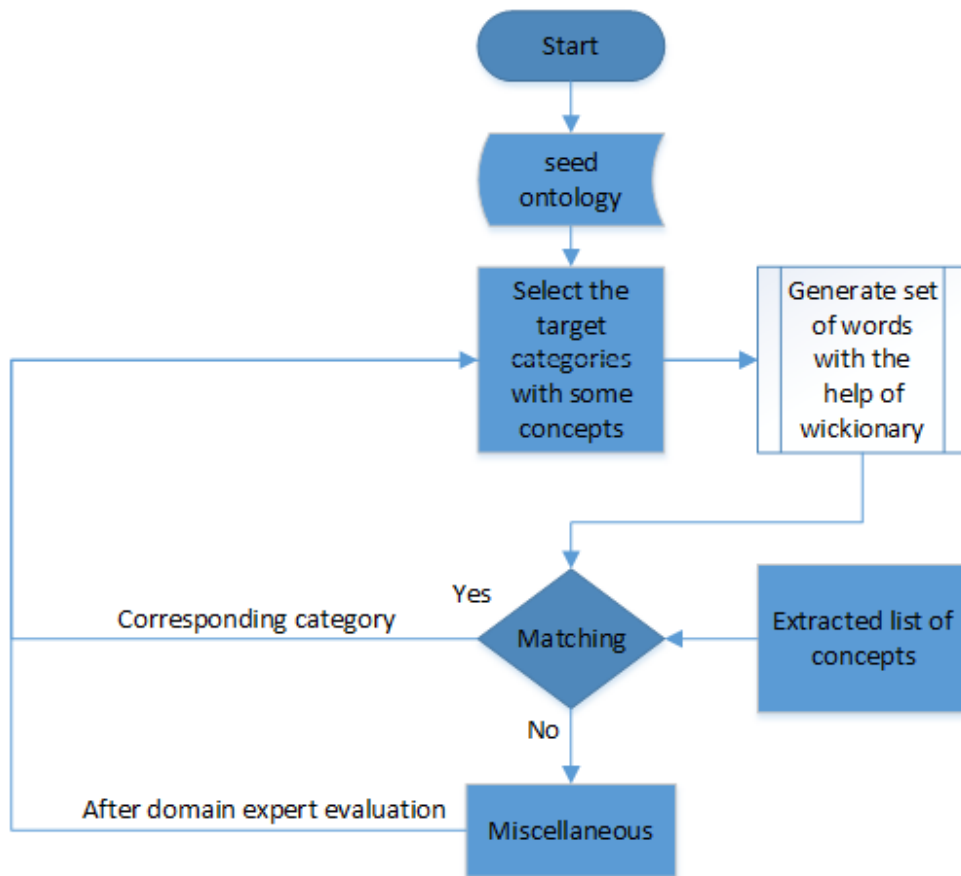 Start
seed
ontology
Select the
target
categories
with some
concepts
Generate set
of words
with the
help of
wickionary
Yes
Corresponding category
Matching
Extracted list of
concepts
No
After domain expert evaluation
Miscellaneous